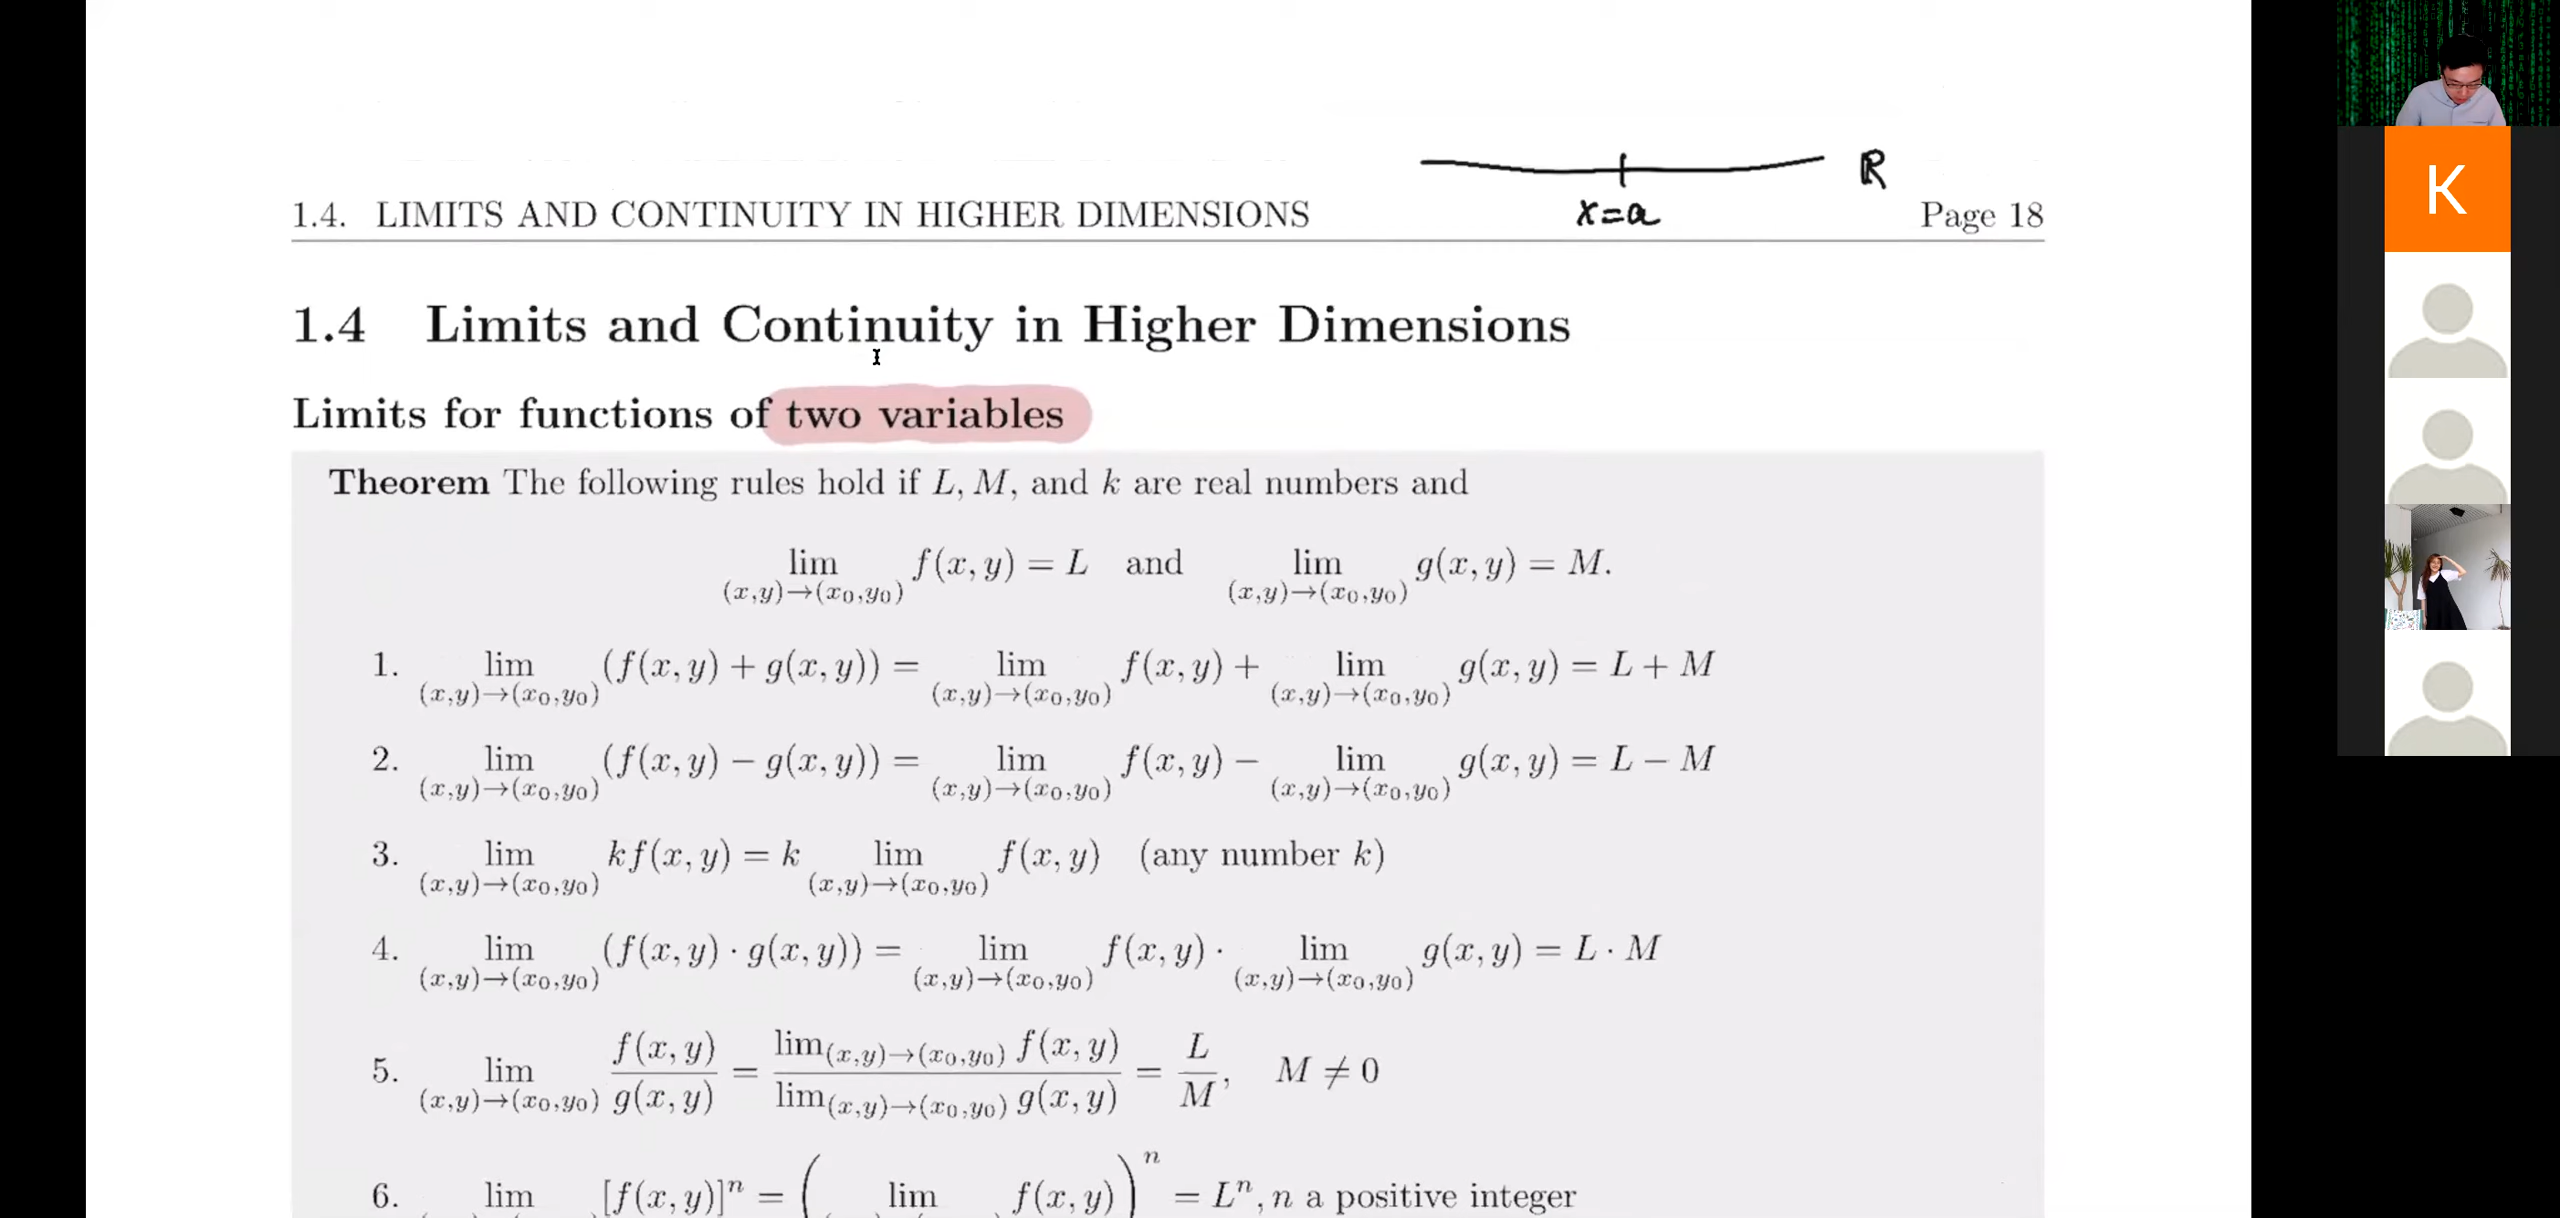 ℝ
x=a
1.4. LIMITS AND CONTINUITY IN HIGHER DIMENSIONS Page 18
1.4 Limits and Continuity in Higher Dimensions
Limits for functions of two variables
Theorem The following rules hold if L, M, and k are real numbers and
lim_{(x,y)→(x₀,y₀)} f(x, y) = L and lim_{(x,y)→(x₀,y₀)} g(x, y) = M.
1. lim_{(x,y)→(x₀,y₀)} (f(x, y) + g(x, y)) = lim_{(x,y)→(x₀,y₀)} f(x, y) + lim_{(x,y)→(x₀,y₀)} g(x, y) = L + M
2. lim_{(x,y)→(x₀,y₀)} (f(x, y) − g(x, y)) = lim_{(x,y)→(x₀,y₀)} f(x, y) − lim_{(x,y)→(x₀,y₀)} g(x, y) = L − M
3. lim_{(x,y)→(x₀,y₀)} kf(x, y) = k lim_{(x,y)→(x₀,y₀)} f(x, y) (any number k)
4. lim_{(x,y)→(x₀,y₀)} (f(x, y) · g(x, y)) = lim_{(x,y)→(x₀,y₀)} f(x, y) · lim_{(x,y)→(x₀,y₀)} g(x, y) = L · M
5. lim_{(x,y)→(x₀,y₀)} f(x, y)/g(x, y) = lim_{(x,y)→(x₀,y₀)} f(x, y)/lim_{(x,y)→(x₀,y₀)} g(x, y) = L/M, M ≠ 0
6. lim [f(x, y)]ⁿ = (lim f(x, y))ⁿ = Lⁿ, n a positive integer
K